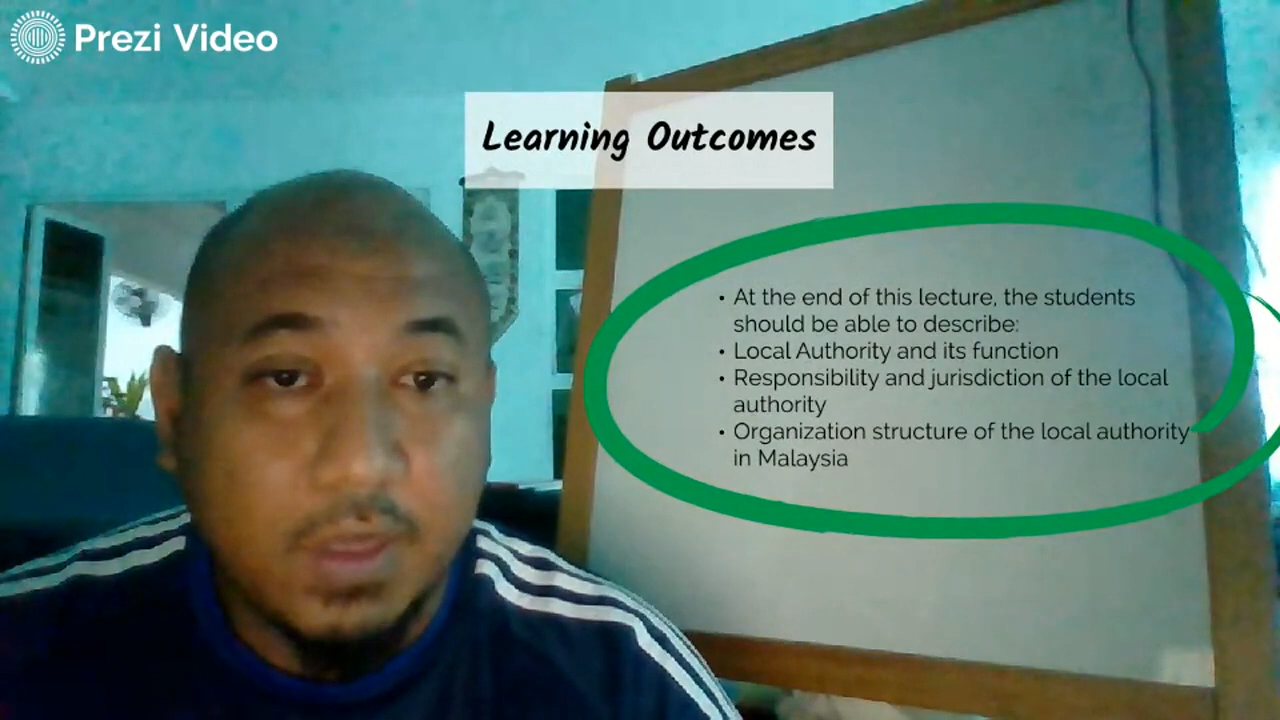 Prezi Video
Learning Outcomes
• At the end of this lecture, the students
should be able to describe:
• Local Authority and its function
• Responsibility and jurisdiction of the local
authority
• Organization structure of the local authority
in Malaysia